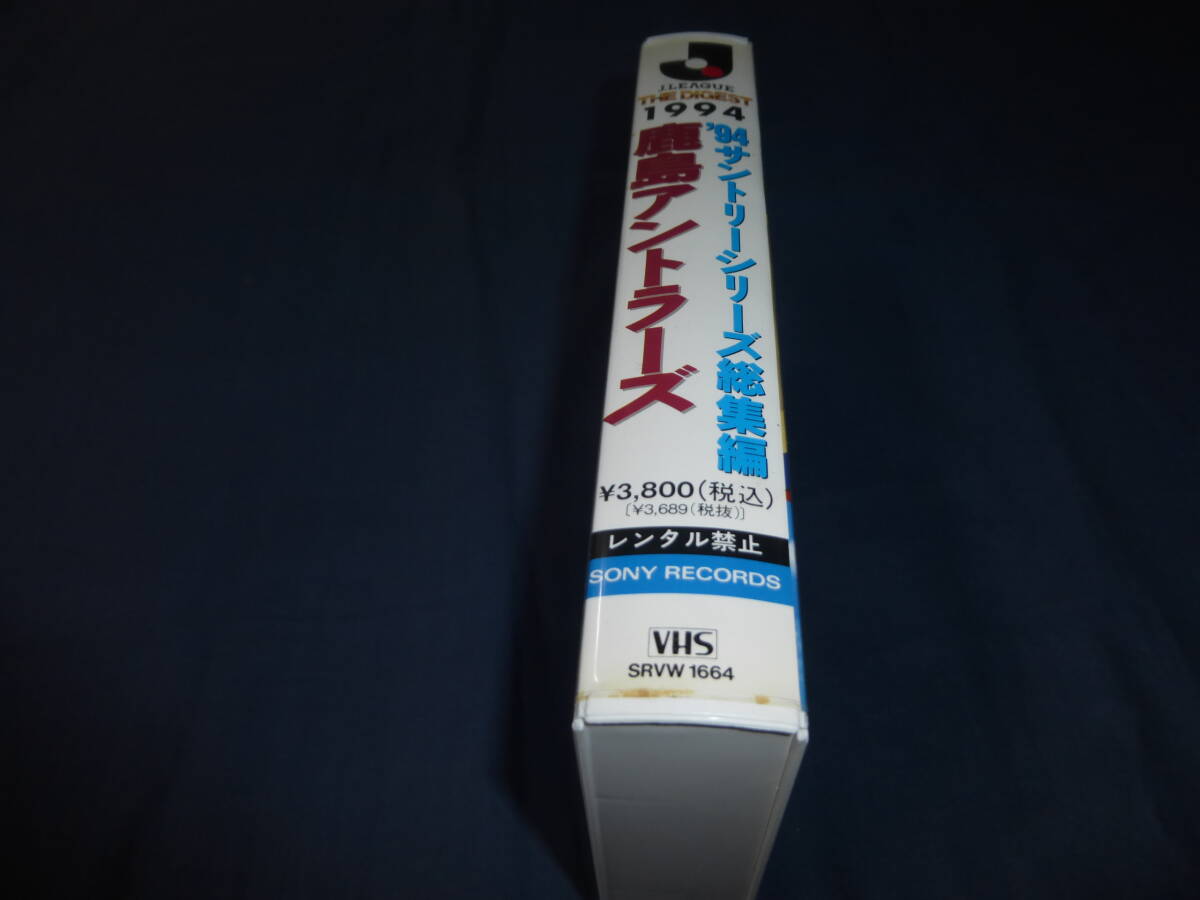 J.LEAGUE
THE DIGEST
1994
'94サントリーシリーズ総集編
鹿島アントラーズ
¥3,800(税込)
[¥3,689(税抜)]
レンタル禁止
SONY RECORDS
VHS
SRVW 1664